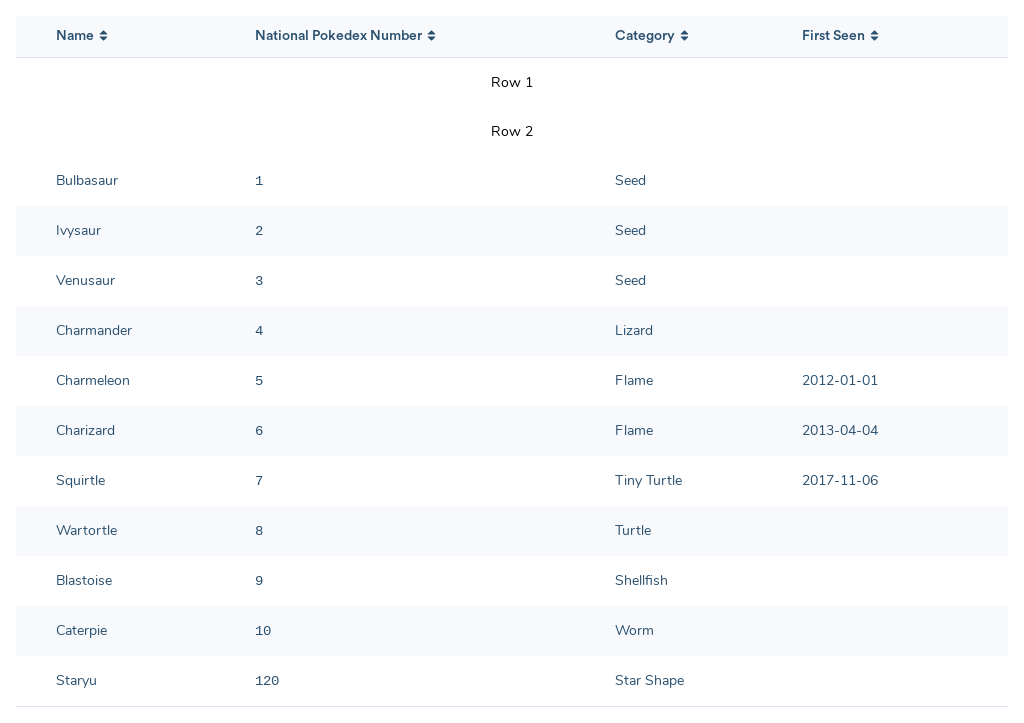 Name National Pokedex Number Category First Seen
Row 1
Row 2
Bulbasaur 1 Seed
Ivysaur 2 Seed
Venusaur 3 Seed
Charmander 4 Lizard
Charmeleon 5 Flame 2012-01-01
Charizard 6 Flame 2013-04-04
Squirtle 7 Tiny Turtle 2017-11-06
Wartortle 8 Turtle
Blastoise 9 Shellfish
Caterpie 10 Worm
Staryu 120 Star Shape